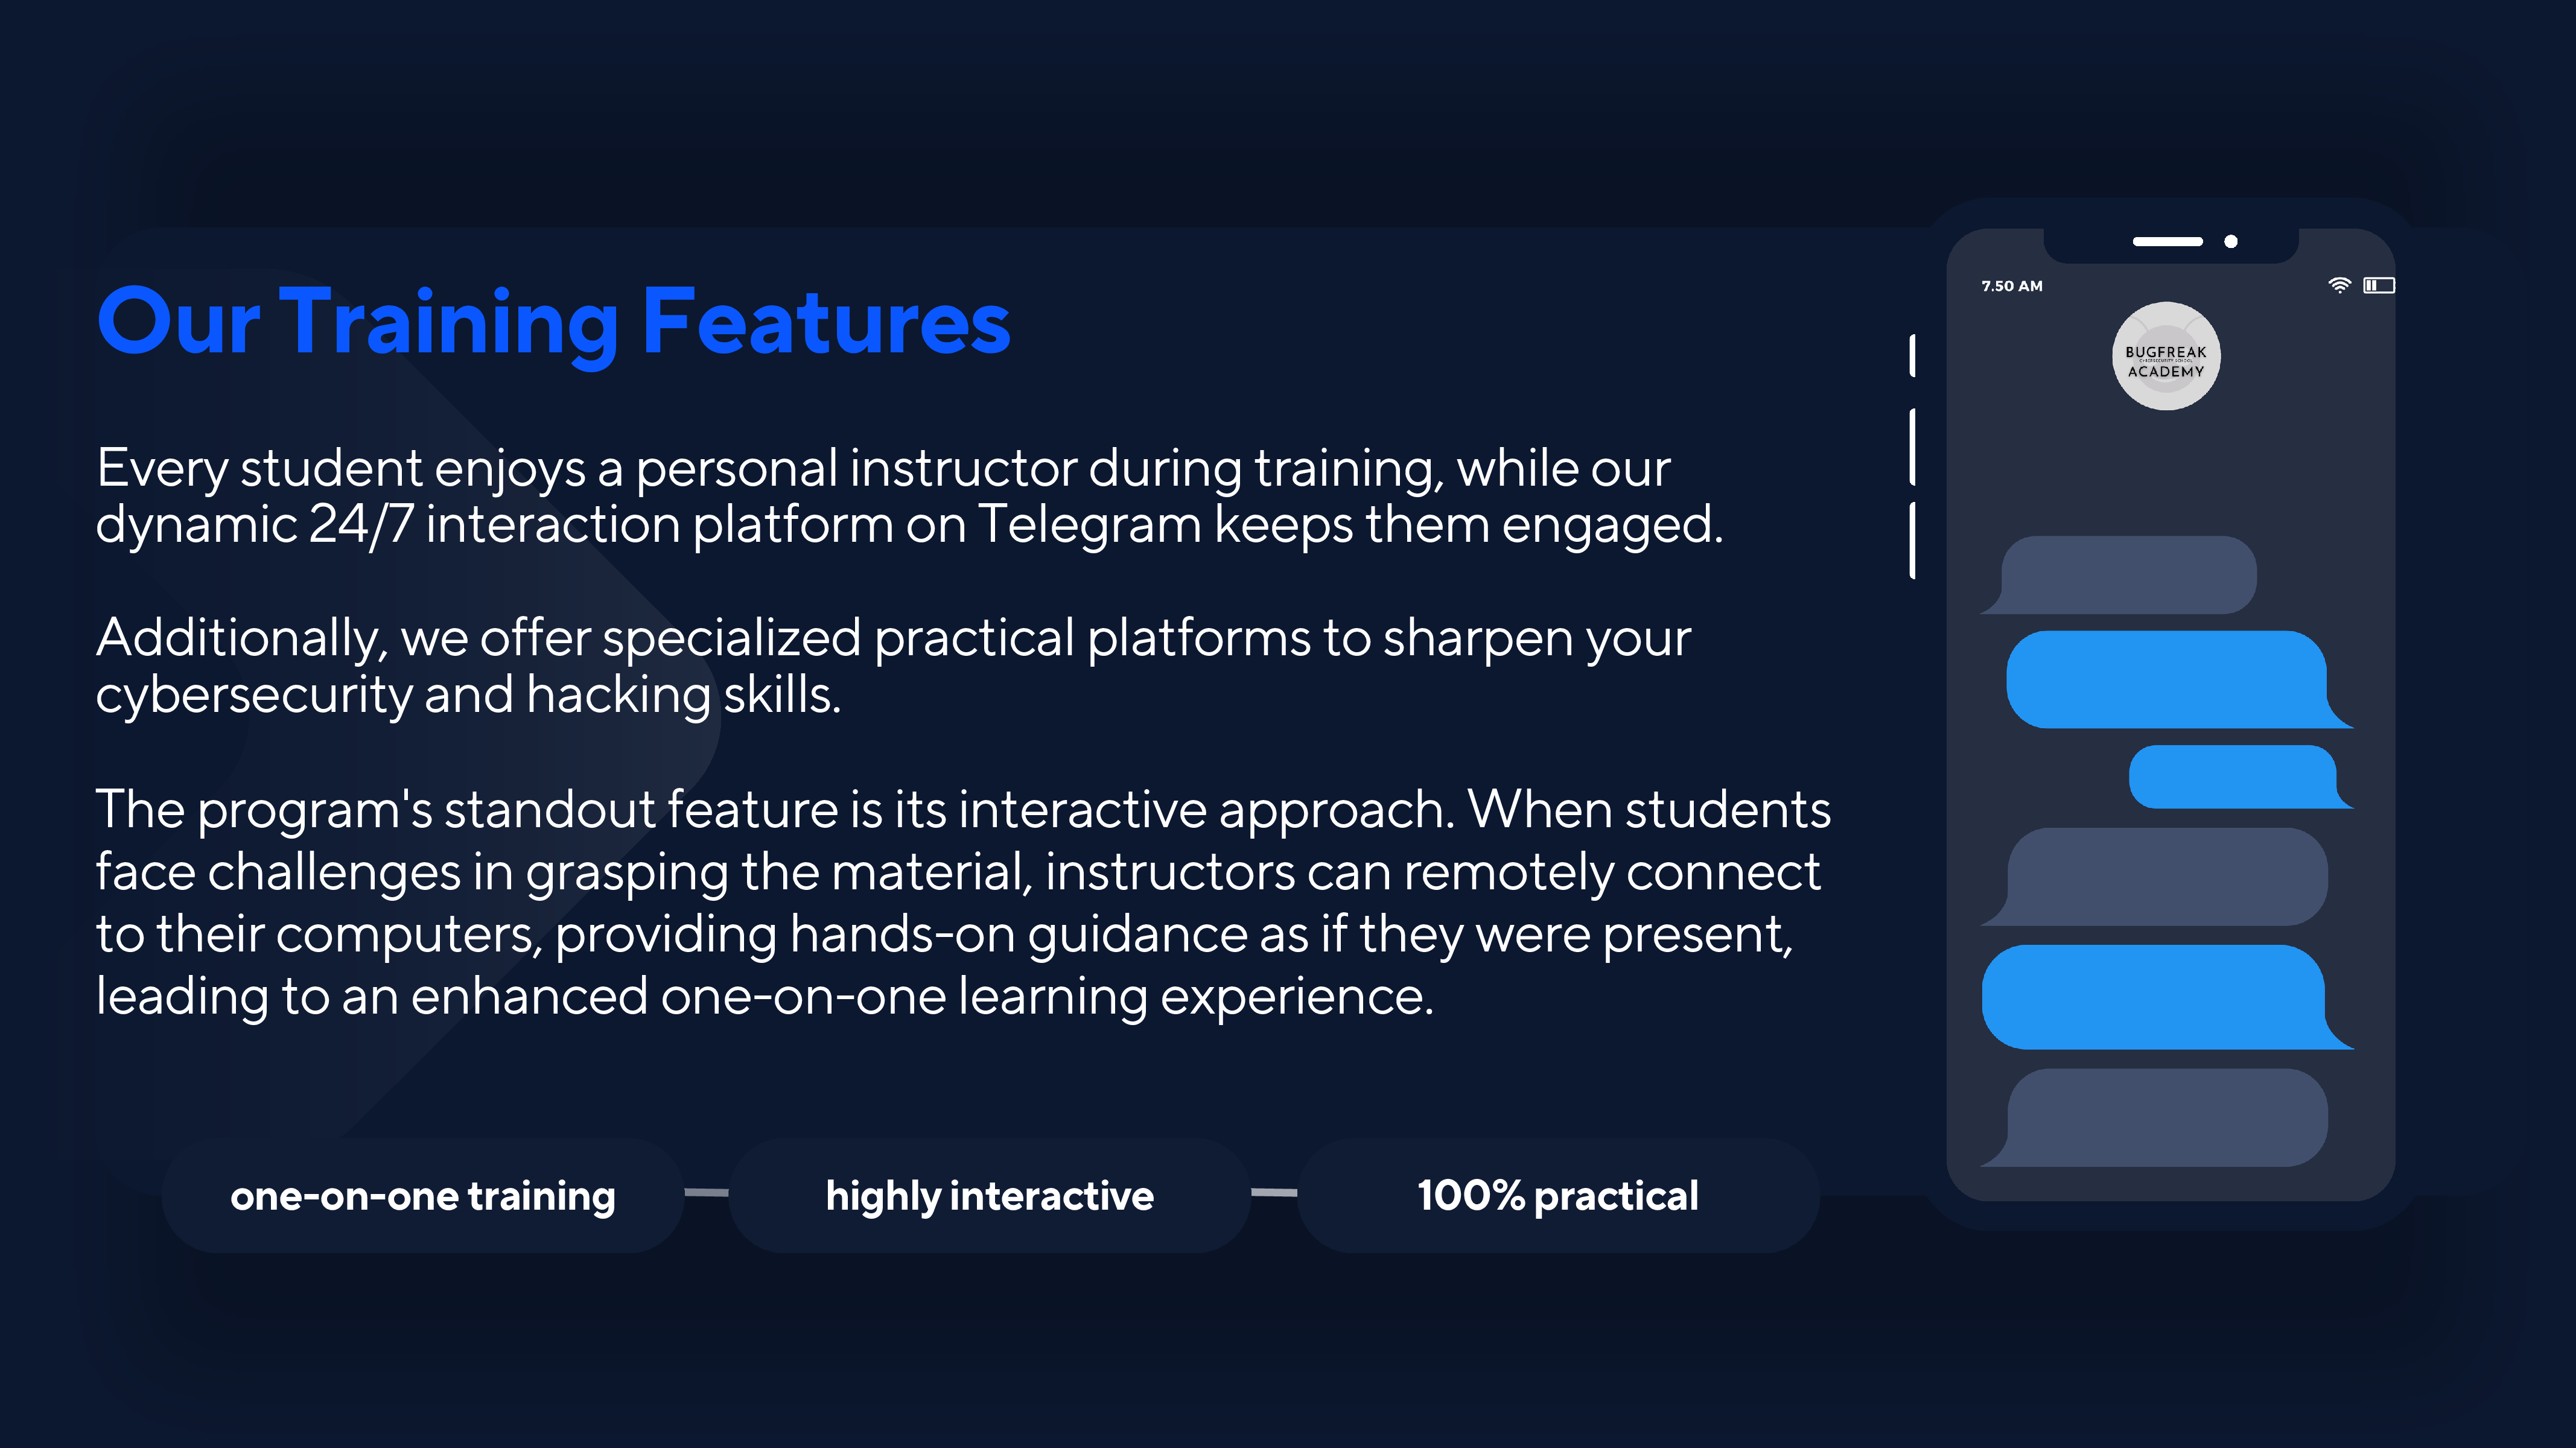 Our Training Features
Every student enjoys a personal instructor during training, while our
dynamic 24/7 interaction platform on Telegram keeps them engaged.
Additionally, we offer specialized practical platforms to sharpen your
cybersecurity and hacking skills.
The program's standout feature is its interactive approach. When students
face challenges in grasping the material, instructors can remotely connect
to their computers, providing hands-on guidance as if they were present,
leading to an enhanced one-on-one learning experience.
one-on-one training
highly interactive
100% practical
7.50 AM
BUGFREAK
CYBERSECURITY SCHOOL
ACADEMY